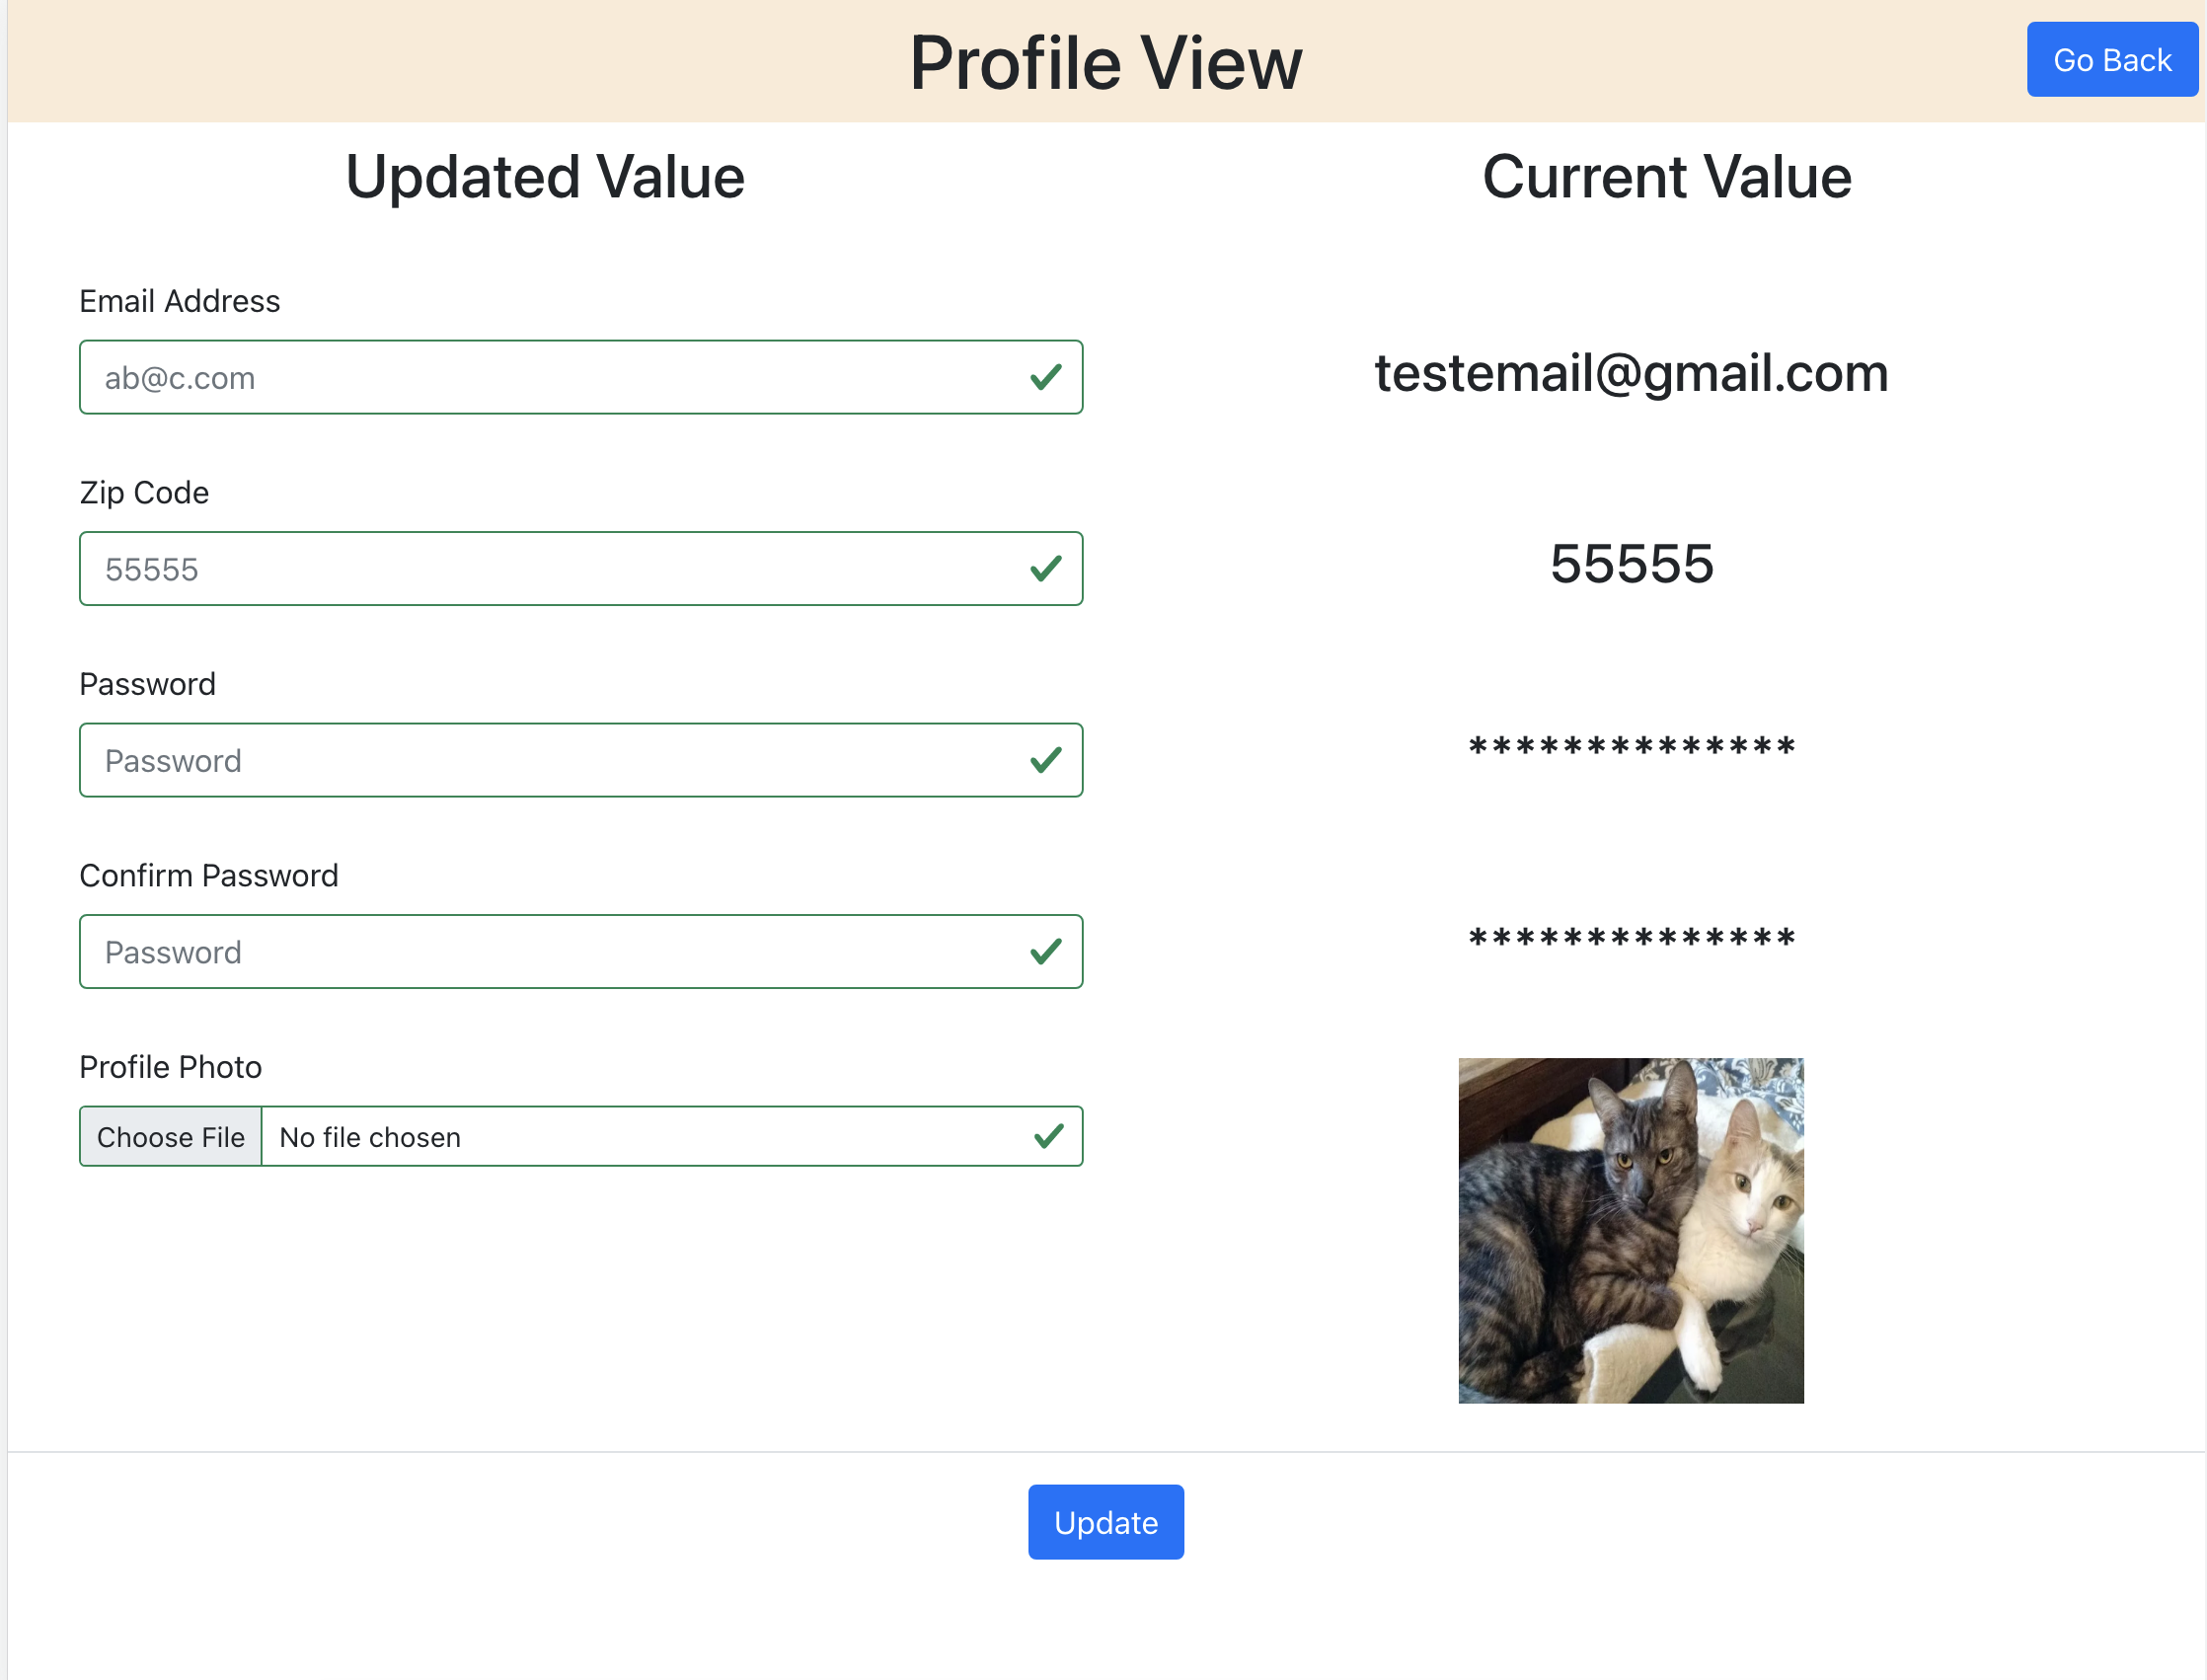 Profile View
Go Back
Updated Value
Current Value
Email Address
ab@c.com
testemail@gmail.com
Zip Code
55555
55555
Password
Password
**************
Confirm Password
Password
**************
Profile Photo
Choose File No file chosen
Update